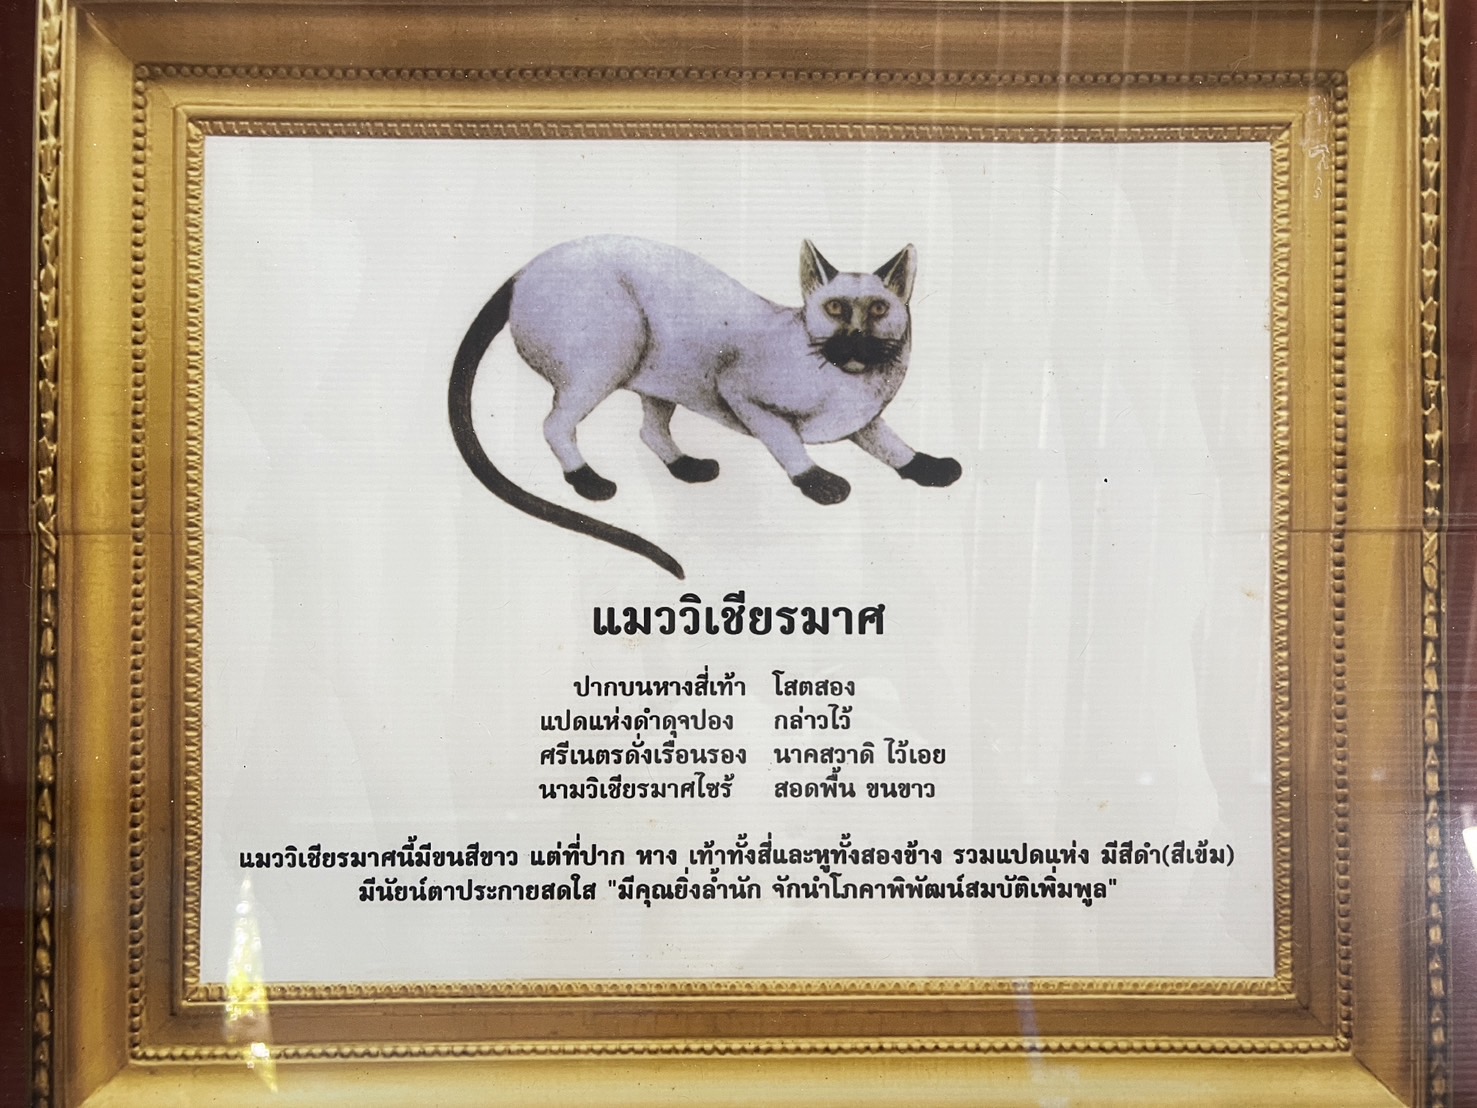 แมววิเชียรมาศ
ปากบนหางสี่เท้า โสตสอง
แปดแห่งดำดุจปอง กล่าวไว้
ศรีเนตรดั่งเรือนรอง นาคสวาดิ ไว้เอย
นามวิเชียรมาศไซร้ สอดพื้น ขนขาว
แมววิเชียรมาศนี้มีขนสีขาว แต่ที่ปาก หาง เท้าทั้งสี่และหูทั้งสองข้าง รวมแปดแห่ง มีสีดำ(สีเข้ม)
มีนัยน์ตาประกายสดใส "มีคุณยิ่งล้ำนัก จักนำโภคาพิพัฒน์สมบัติเพิ่มพูล"